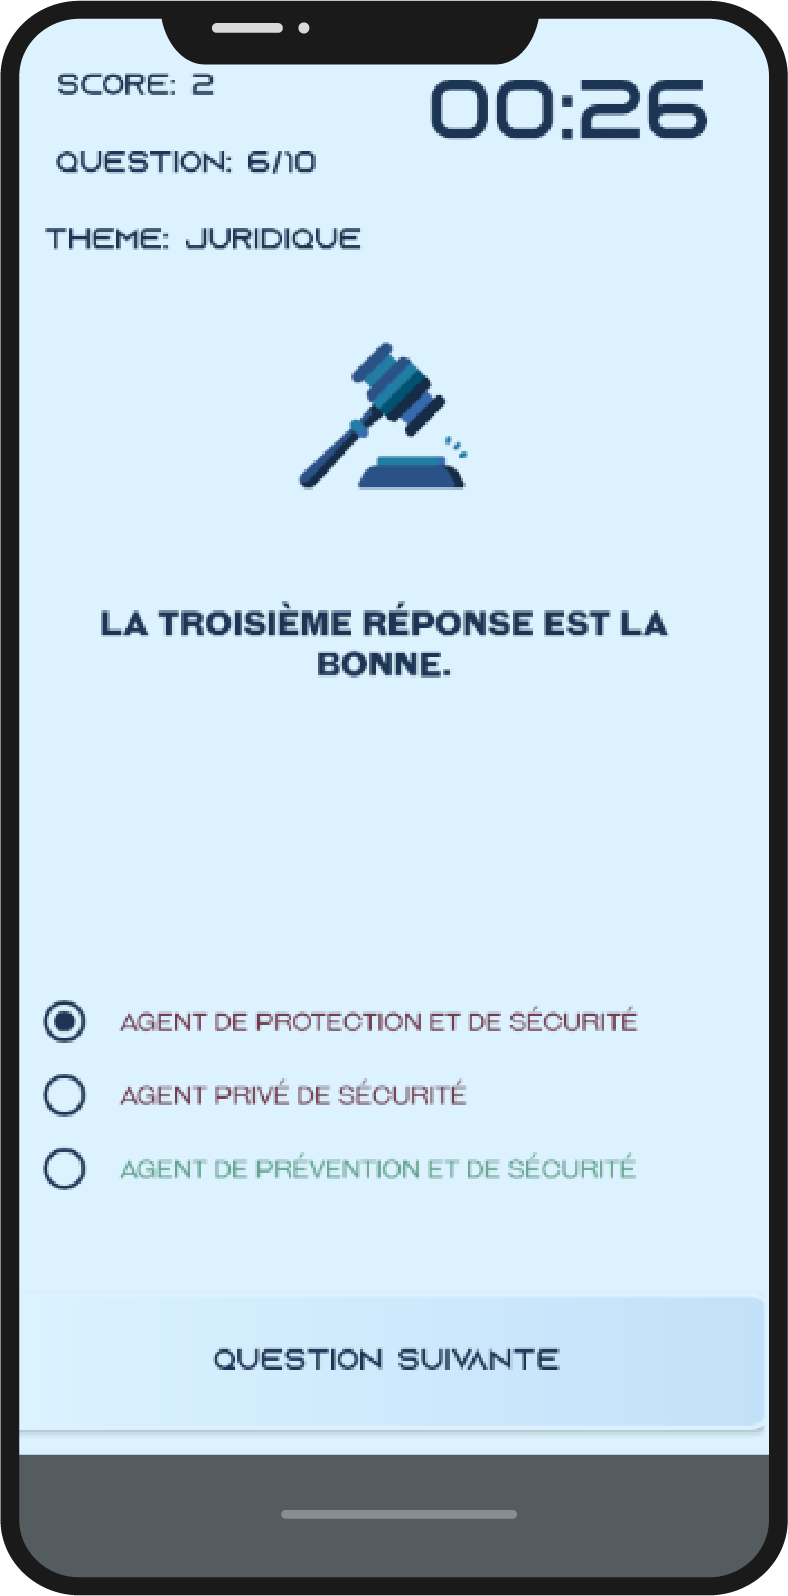 SCORE: 2
00:26
QUESTION: 6/10
THEME: JURIDIQUE
LA TROISIÈME RÉPONSE EST LA
BONNE.
AGENT DE PROTECTION ET DE SÉCURITÉ
AGENT PRIVÉ DE SÉCURITÉ
AGENT DE PRÉVENTION ET DE SÉCURITÉ
QUESTION SUIVANTE